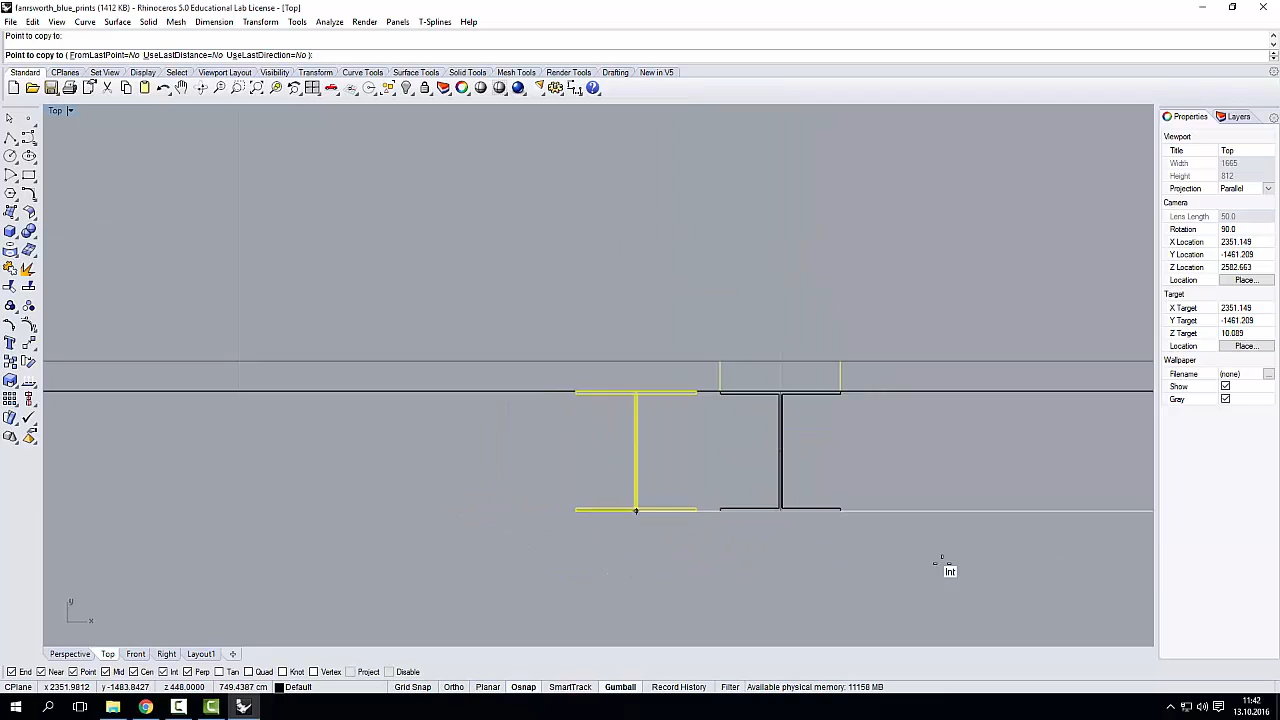 farnsworth_blue_prints (1412 KB) - Rhinoceros 5.0 Educational Lab License - [Top]
File Edit View Curve Surface Solid Mesh Dimension Transform Tools Analyze Render Panels T-Splines Help
Point to copy to:
Point to copy to ( FromLastPoint=No UseLastDistance=No UseLastDirection=No ):
Standard CPlanes Set View Display Select Viewport Layout Visibility Transform Curve Tools Surface Tools Solid Tools Mesh Tools Render Tools Drafting New in V5
Top
Properties Layers
Viewport
Title Top
Width 1665
Height 812
Projection Parallel
Camera
Lens Length 50.0
Rotation 90.0
X Location 2351.149
Y Location -1461.209
Z Location 2582.663
Location Place...
Target
X Target 2351.149
Y Target -1461.209
Z Target 10.089
Location Place...
Wallpaper
Filename (none) ...
Show
Gray
Int
y
x
Perspective Top Front Right Layout1
End Near Point Mid Cen Int Perp Tan Quad Knot Vertex Project Disable
CPlane x 2351.9812 y -1483.8427 z 448.0000 749.4387 cm Default Grid Snap Ortho Planar Osnap SmartTrack Gumball Record History Filter Available physical memory: 11158 MB
11:42
13.10.2016